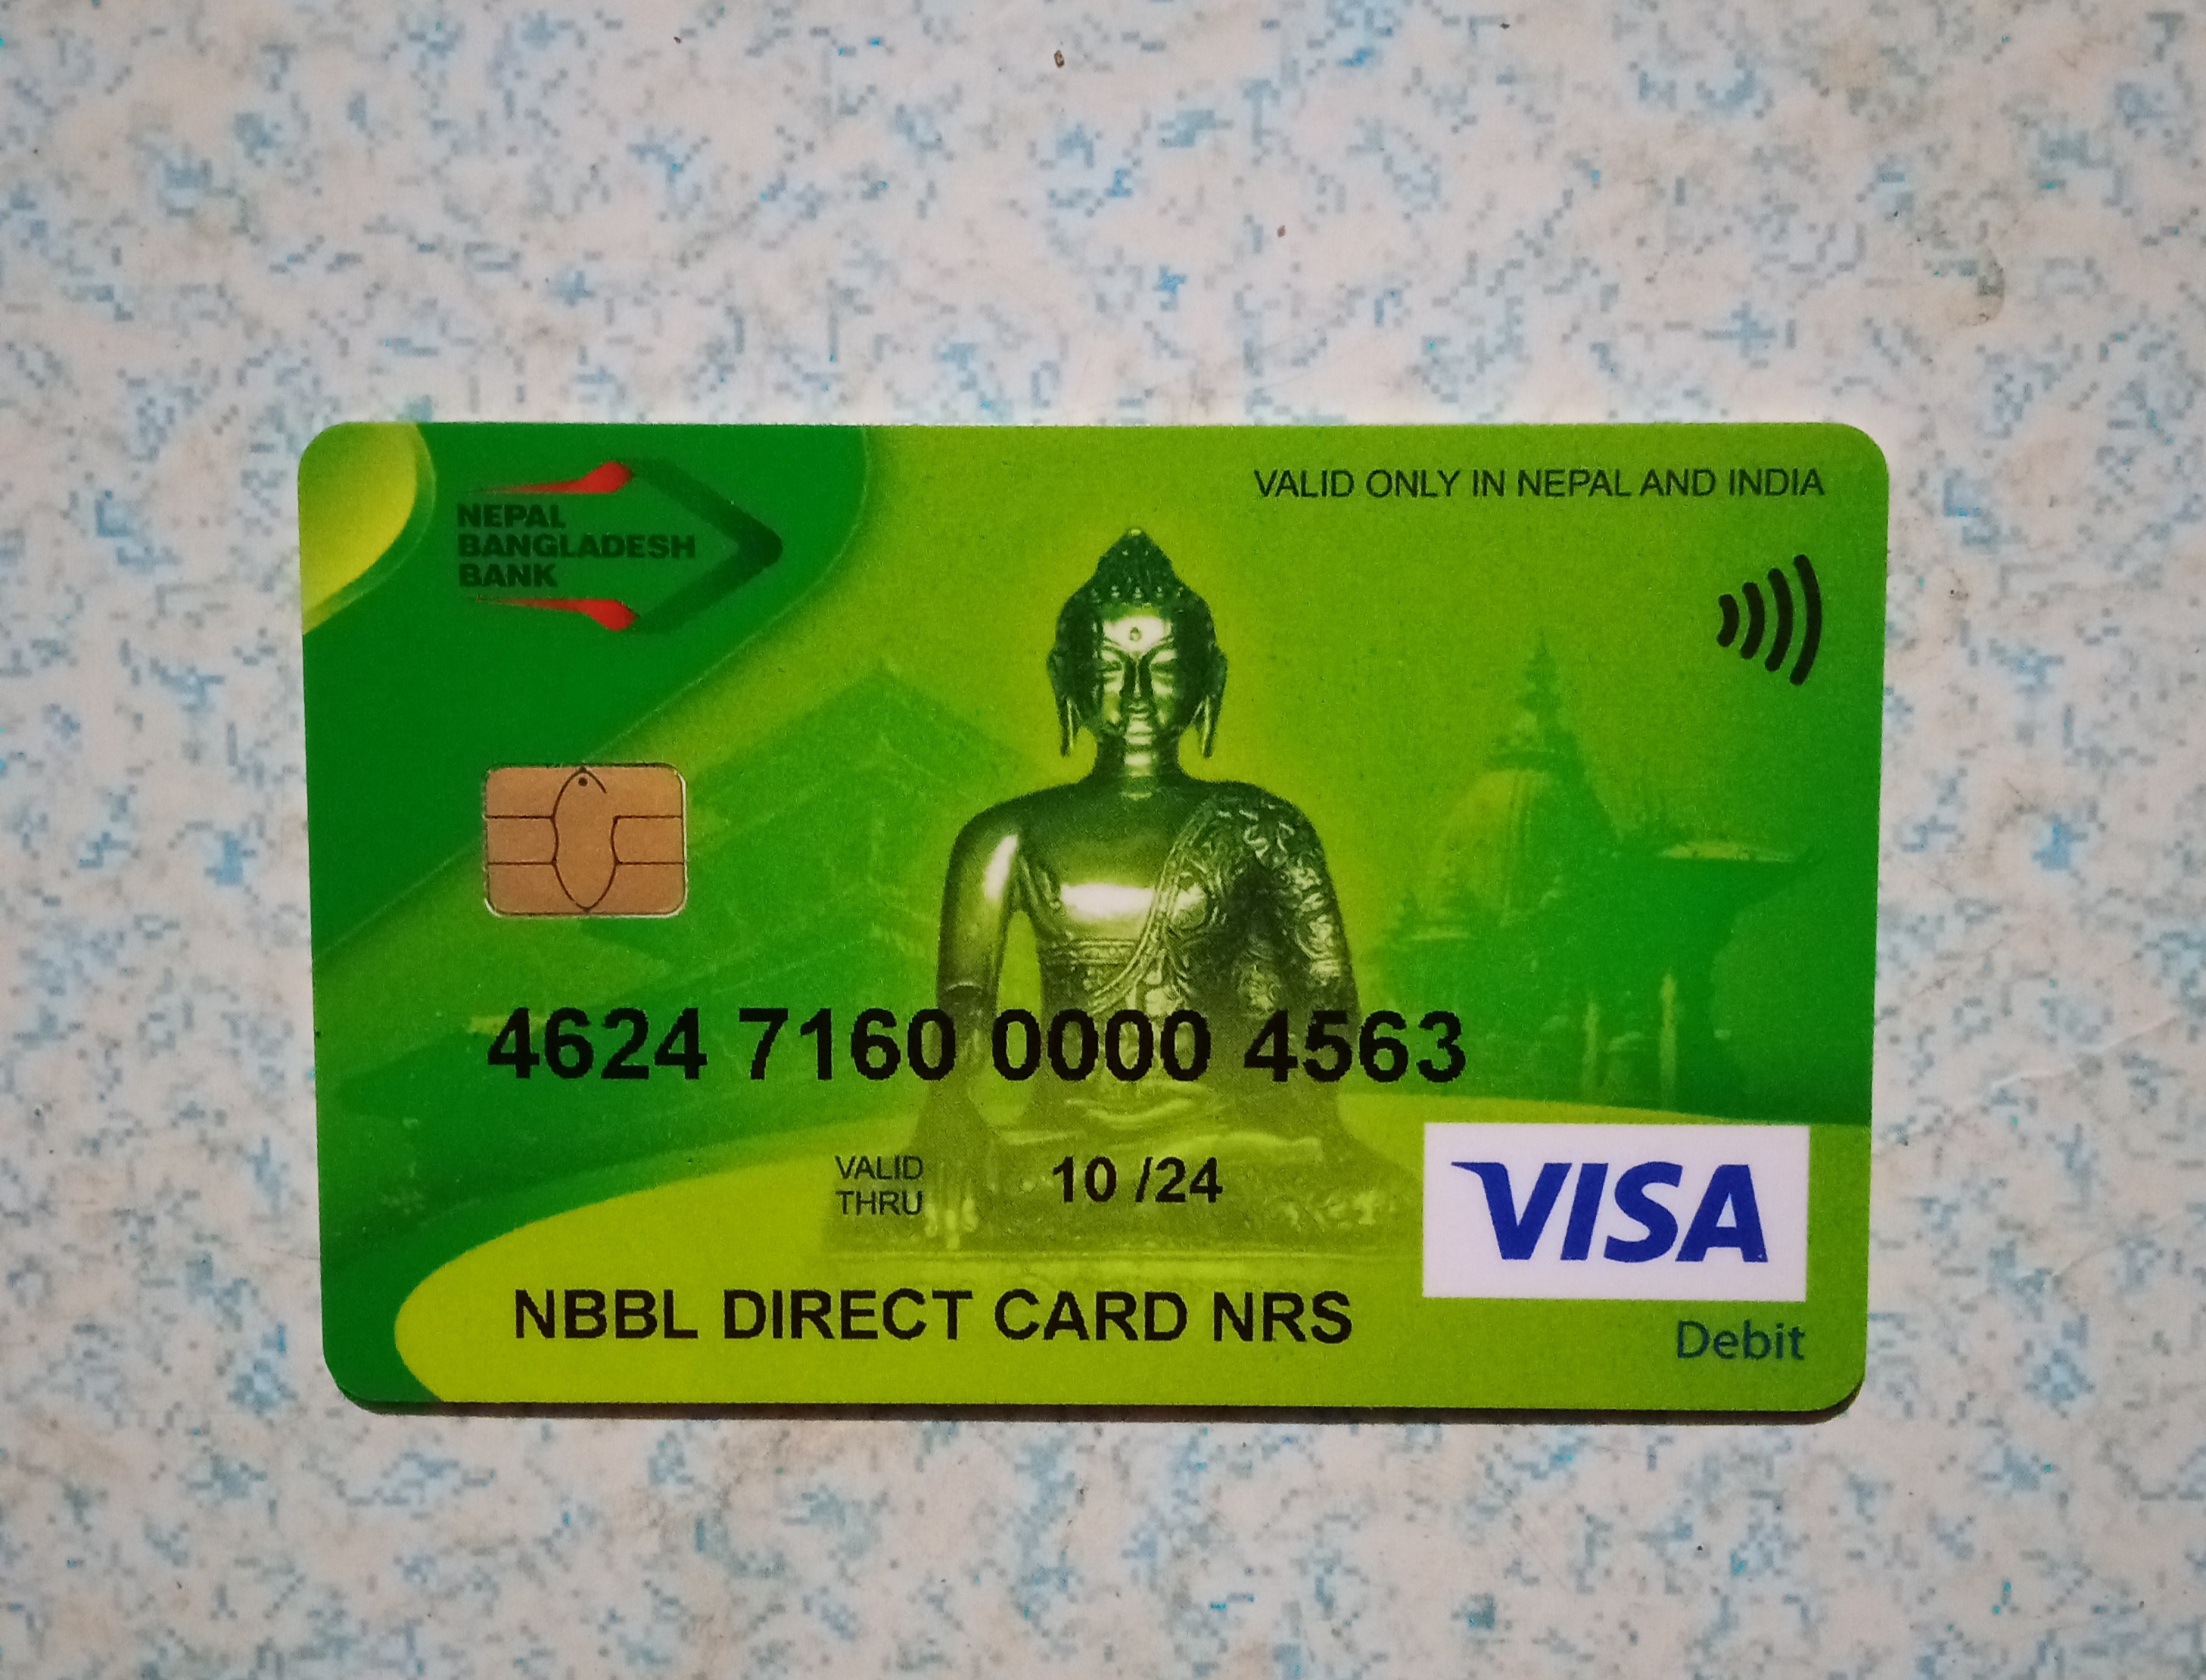 NEPAL
BANGLADESH
BANK
VALID ONLY IN NEPAL AND INDIA
4624 7160 0000 4563
VALID
THRU
10 /24
NBBL DIRECT CARD NRS
VISA
Debit